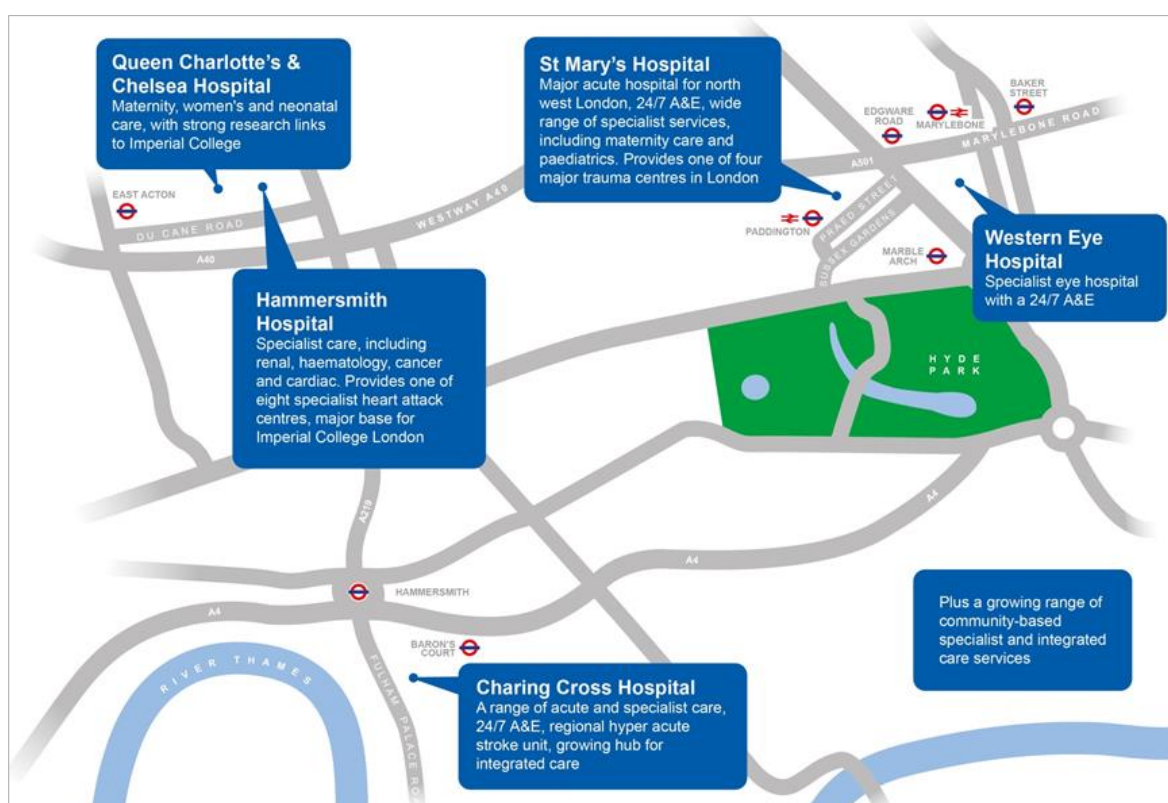 Queen Charlotte's &
Chelsea Hospital
Maternity, women's and neonatal
care, with strong research links
to Imperial College
St Mary's Hospital
Major acute hospital for north
west London, 24/7 A&E, wide
range of specialist services,
including maternity care and
paediatrics. Provides one of four
major trauma centres in London
BAKER
STREET
EDGWARE
ROAD
MARYLEBONE
MARYLEBONE ROAD
A501
EAST ACTON
DU CANE ROAD
A40
WESTWAY A40
PADDINGTON
PRAED STREET
SUSSEX GARDENS
MARBLE
ARCH
Western Eye
Hospital
Specialist eye hospital
with a 24/7 A&E
Hammersmith
Hospital
Specialist care, including
renal, haematology, cancer
and cardiac. Provides one of
eight specialist heart attack
centres, major base for
Imperial College London
HYDE
PARK
A219
A4
A4
A4
HAMMERSMITH
BARON'S
COURT
RIVER THAMES
FULHAM PALACE RO
Charing Cross Hospital
A range of acute and specialist care,
24/7 A&E, regional hyper acute
stroke unit, growing hub for
integrated care
Plus a growing range of
community-based
specialist and integrated
care services